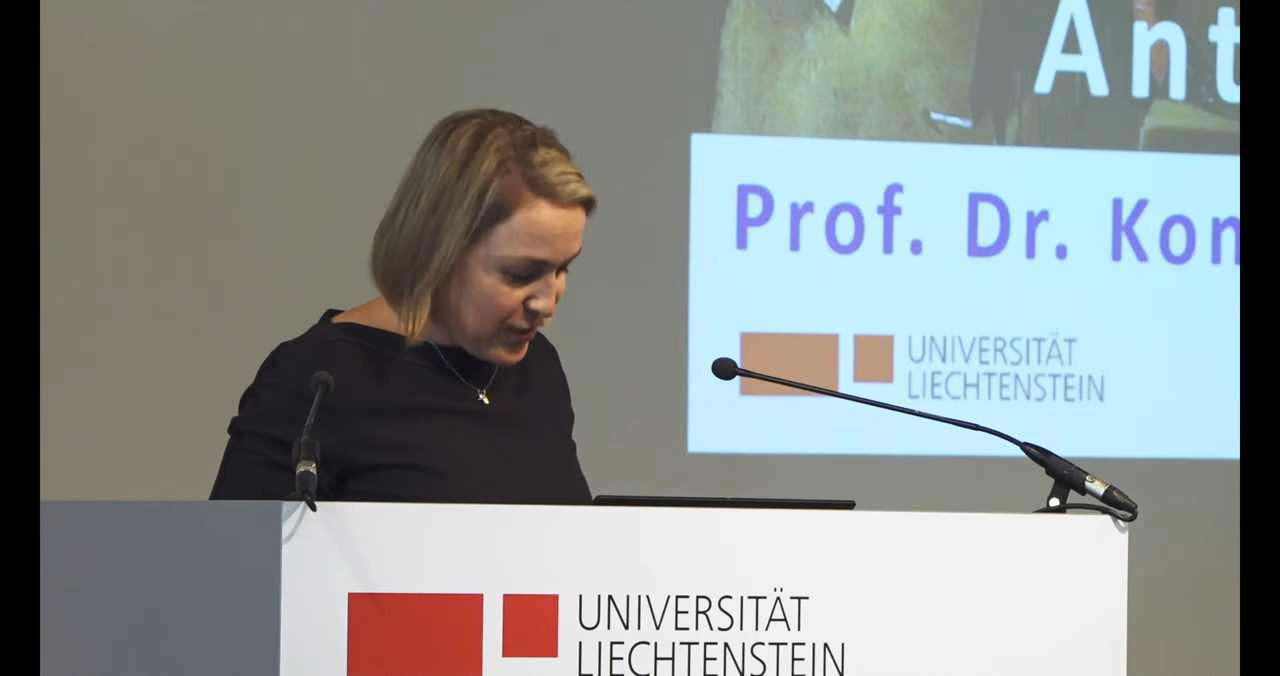 Ant
Prof. Dr. Kon
UNIVERSITÄT
LIECHTENSTEIN
UNIVERSITÄT
LIECHTENSTEIN